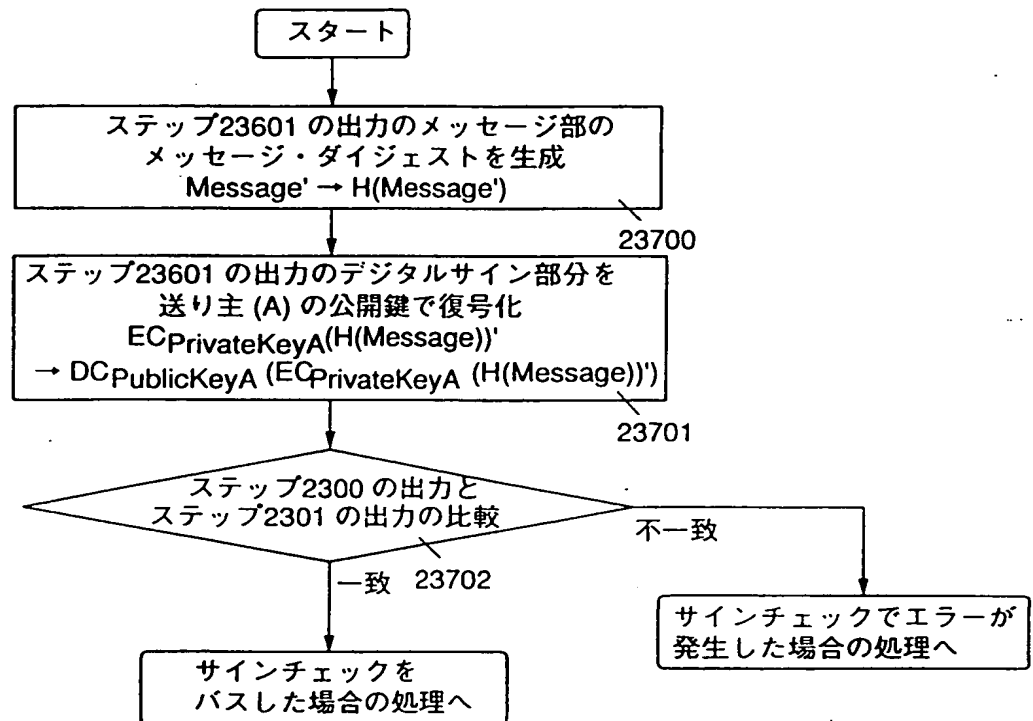 スタート
ステップ23601 の出力のメッセージ部の
メッセージ・ダイジェストを生成
Message' → H(Message')
23700
ステップ23601 の出力のデジタルサイン部分を
送り主 (A) の公開鍵で復号化
ECPrivateKeyA(H(Message))'
→ DCPublicKeyA (ECPrivateKeyA (H(Message))')
23701
ステップ2300 の出力と
ステップ2301 の出力の比較
23702
不一致
一致
サインチェックでエラーが
発生した場合の処理へ
サインチェックを
バスした場合の処理へ